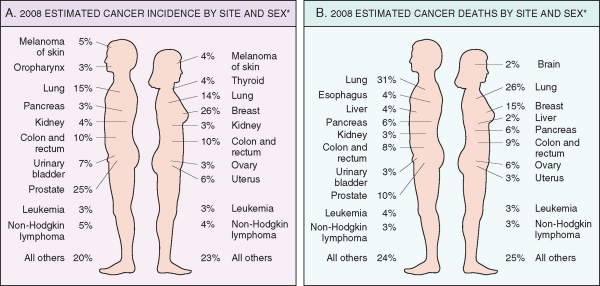 A. 2008 ESTIMATED CANCER INCIDENCE BY SITE AND SEX*
Melanoma of skin 5%
Oropharynx 3%
Lung 15%
Pancreas 3%
Kidney 4%
Colon and rectum 10%
Urinary bladder 7%
Prostate 25%
Leukemia 3%
Non-Hodgkin lymphoma 5%
All others 20%
4% Melanoma of skin
4% Thyroid
14% Lung
26% Breast
3% Kidney
10% Colon and rectum
3% Ovary
6% Uterus
3% Leukemia
4% Non-Hodgkin lymphoma
23% All others
B. 2008 ESTIMATED CANCER DEATHS BY SITE AND SEX*
Lung 31%
Esophagus 4%
Liver 4%
Pancreas 6%
Kidney 3%
Colon and rectum 8%
Urinary bladder 3%
Prostate 10%
Leukemia 4%
Non-Hodgkin lymphoma 3%
All others 24%
2% Brain
26% Lung
15% Breast
2% Liver
6% Pancreas
9% Colon and rectum
6% Ovary
3% Uterus
3% Leukemia
3% Non-Hodgkin lymphoma
25% All others